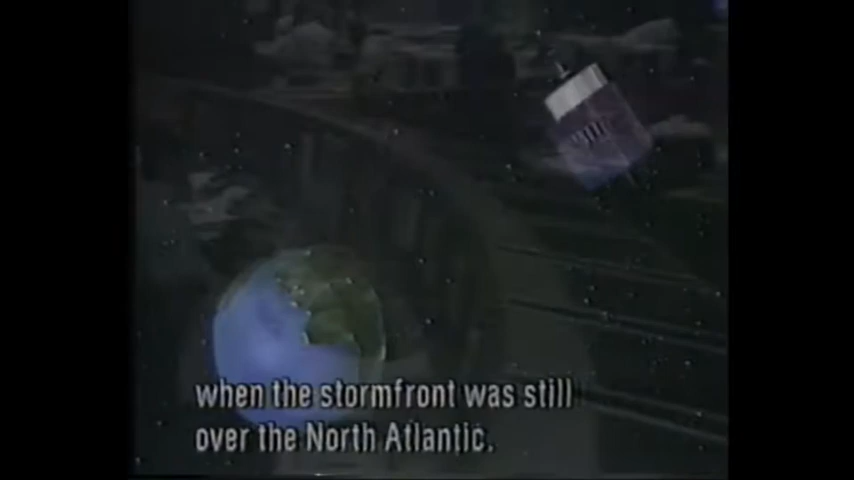 when the stormfront was still
over the North Atlantic.